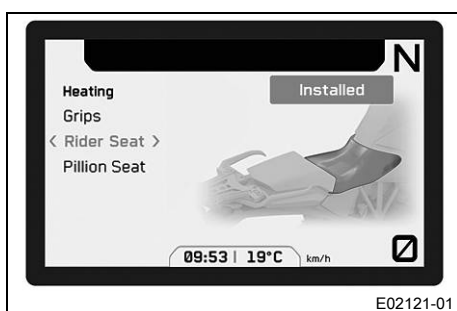 N
Heating
Installed
Grips
< Rider Seat >
Pillion Seat
09:53 | 19°C km/h
0
E02121-01